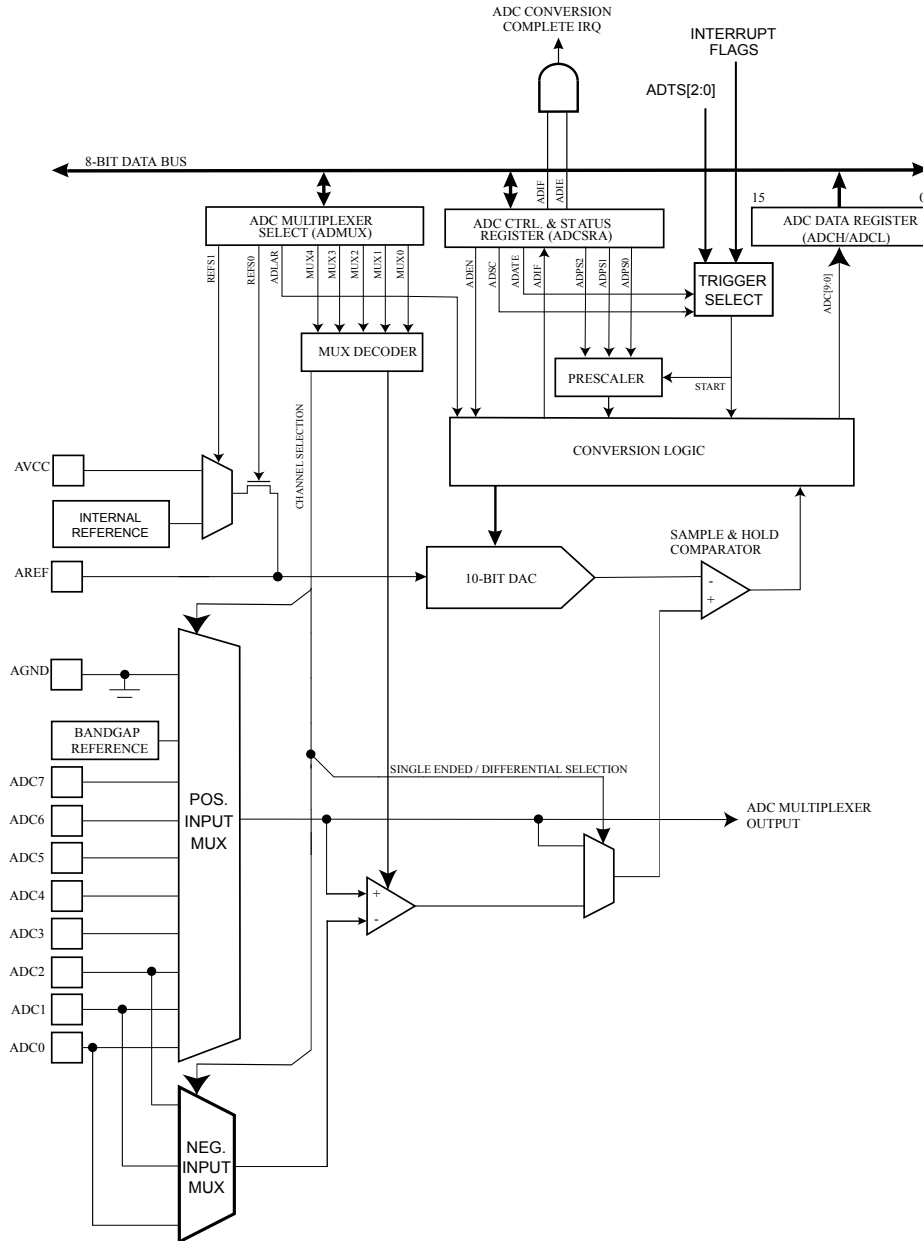 ADC CONVERSION
COMPLETE IRQ
INTERRUPT
FLAGS
ADTS[2:0]
8-BIT DATA BUS
ADIF
ADIE
15
0
ADC MULTIPLEXER
SELECT (ADMUX)
ADC CTRL. & STATUS
REGISTER (ADCSRA)
ADC DATA REGISTER
(ADCH/ADCL)
REFS1
REFS0
ADLAR
MUX4
MUX3
MUX2
MUX1
MUX0
ADEN
ADSC
ADATE
ADIF
ADPS2
ADPS1
ADPS0
TRIGGER
SELECT
ADC[9:0]
MUX DECODER
PRESCALER
START
CHANNEL SELECTION
CONVERSION LOGIC
AVCC
INTERNAL
REFERENCE
SAMPLE & HOLD
COMPARATOR
AREF
10-BIT DAC
-
+
AGND
BANDGAP
REFERENCE
SINGLE ENDED / DIFFERENTIAL SELECTION
ADC7
ADC6
ADC5
ADC4
ADC3
ADC2
ADC1
ADC0
POS.
INPUT
MUX
ADC MULTIPLEXER
OUTPUT
+
-
NEG.
INPUT
MUX